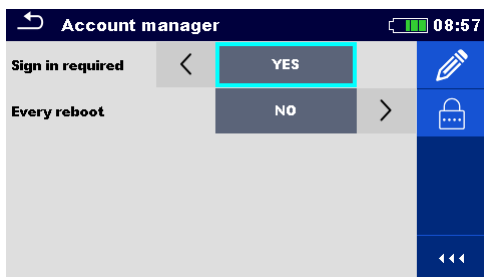 Account manager 08:57
Sign in required YES
Every reboot NO